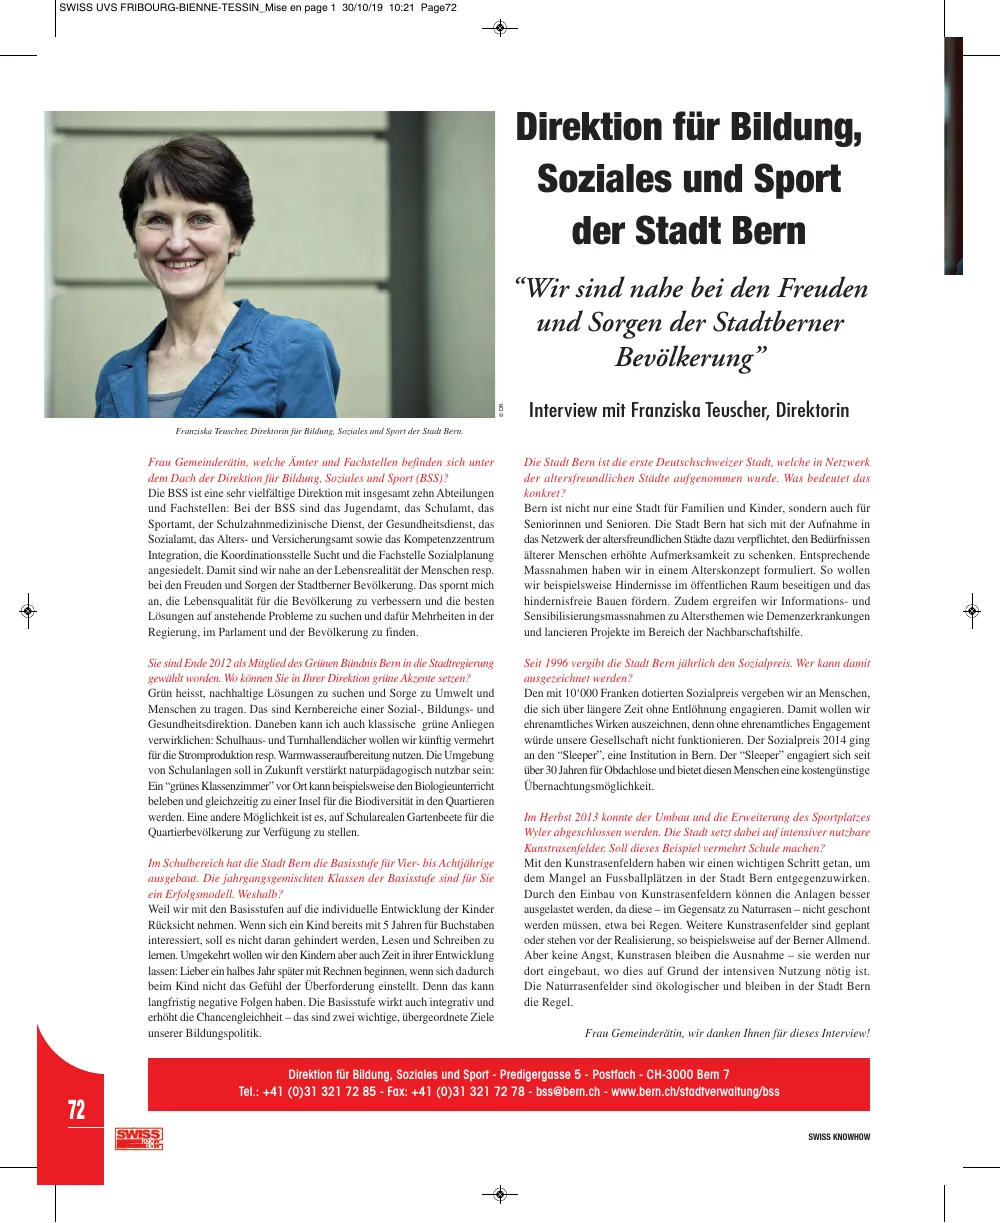 SWISS UVS FRIBOURG-BIENNE-TESSIN_Mise en page 1 30/10/19 10:21 Page72
Direktion für Bildung,
Soziales und Sport
der Stadt Bern
“Wir sind nahe bei den Freuden
und Sorgen der Stadtberner
Bevölkerung”
© DR
Interview mit Franziska Teuscher, Direktorin
Franziska Teuscher, Direktorin für Bildung, Soziales und Sport der Stadt Bern.
Frau Gemeinderätin, welche Ämter und Fachstellen befinden sich unter
dem Dach der Direktion für Bildung, Soziales und Sport (BSS)?
Die BSS ist eine sehr vielfältige Direktion mit insgesamt zehn Abteilungen
und Fachstellen: Bei der BSS sind das Jugendamt, das Schulamt, das
Sportamt, der Schulzahnmedizinische Dienst, der Gesundheitsdienst, das
Sozialamt, das Alters- und Versicherungsamt sowie das Kompetenzzentrum
Integration, die Koordinationsstelle Sucht und die Fachstelle Sozialplanung
angesiedelt. Damit sind wir nahe an der Lebensrealität der Menschen resp.
bei den Freuden und Sorgen der Stadtberner Bevölkerung. Das spornt mich
an, die Lebensqualität für die Bevölkerung zu verbessern und die besten
Lösungen auf anstehende Probleme zu suchen und dafür Mehrheiten in der
Regierung, im Parlament und der Bevölkerung zu finden.
Sie sind Ende 2012 als Mitglied des Grünen Bündnis Bern in die Stadtregierung
gewählt worden. Wo können Sie in Ihrer Direktion grüne Akzente setzen?
Grün heisst, nachhaltige Lösungen zu suchen und Sorge zu Umwelt und
Menschen zu tragen. Das sind Kernbereiche einer Sozial-, Bildungs- und
Gesundheitsdirektion. Daneben kann ich auch klassische grüne Anliegen
verwirklichen: Schulhaus- und Turnhallendächer wollen wir künftig vermehrt
für die Stromproduktion resp. Warmwasseraufbereitung nutzen. Die Umgebung
von Schulanlagen soll in Zukunft verstärkt naturpädagogisch nutzbar sein:
Ein “grünes Klassenzimmer” vor Ort kann beispielsweise den Biologieunterricht
beleben und gleichzeitig zu einer Insel für die Biodiversität in den Quartieren
werden. Eine andere Möglichkeit ist es, auf Schularealen Gartenbeete für die
Quartierbevölkerung zur Verfügung zu stellen.
Im Schulbereich hat die Stadt Bern die Basisstufe für Vier- bis Achtjährige
ausgebaut. Die jahrgangsgemischten Klassen der Basisstufe sind für Sie
ein Erfolgsmodell. Weshalb?
Weil wir mit den Basisstufen auf die individuelle Entwicklung der Kinder
Rücksicht nehmen. Wenn sich ein Kind bereits mit 5 Jahren für Buchstaben
interessiert, soll es nicht daran gehindert werden, Lesen und Schreiben zu
lernen. Umgekehrt wollen wir den Kindern aber auch Zeit in ihrer Entwicklung
lassen: Lieber ein halbes Jahr später mit Rechnen beginnen, wenn sich dadurch
beim Kind nicht das Gefühl der Überforderung einstellt. Denn das kann
langfristig negative Folgen haben. Die Basisstufe wirkt auch integrativ und
erhöht die Chancengleichheit – das sind zwei wichtige, übergeordnete Ziele
unserer Bildungspolitik.
Die Stadt Bern ist die erste Deutschschweizer Stadt, welche in Netzwerk
der altersfreundlichen Städte aufgenommen wurde. Was bedeutet das
konkret?
Bern ist nicht nur eine Stadt für Familien und Kinder, sondern auch für
Seniorinnen und Senioren. Die Stadt Bern hat sich mit der Aufnahme in
das Netzwerk der altersfreundlichen Städte dazu verpflichtet, den Bedürfnissen
älterer Menschen erhöhte Aufmerksamkeit zu schenken. Entsprechende
Massnahmen haben wir in einem Alterskonzept formuliert. So wollen
wir beispielsweise Hindernisse im öffentlichen Raum beseitigen und das
hindernisfreie Bauen fördern. Zudem ergreifen wir Informations- und
Sensibilisierungsmassnahmen zu Altersthemen wie Demenzerkrankungen
und lancieren Projekte im Bereich der Nachbarschaftshilfe.
Seit 1996 vergibt die Stadt Bern jährlich den Sozialpreis. Wer kann damit
ausgezeichnet werden?
Den mit 10‘000 Franken dotierten Sozialpreis vergeben wir an Menschen,
die sich über längere Zeit ohne Entlöhnung engagieren. Damit wollen wir
ehrenamtliches Wirken auszeichnen, denn ohne ehrenamtliches Engagement
würde unsere Gesellschaft nicht funktionieren. Der Sozialpreis 2014 ging
an den “Sleeper”, eine Institution in Bern. Der “Sleeper” engagiert sich seit
über 30 Jahren für Obdachlose und bietet diesen Menschen eine kostengünstige
Übernachtungsmöglichkeit.
Im Herbst 2013 konnte der Umbau und die Erweiterung des Sportplatzes
Wyler abgeschlossen werden. Die Stadt setzt dabei auf intensiver nutzbare
Kunstrasenfelder. Soll dieses Beispiel vermehrt Schule machen?
Mit den Kunstrasenfeldern haben wir einen wichtigen Schritt getan, um
dem Mangel an Fussballplätzen in der Stadt Bern entgegenzuwirken.
Durch den Einbau von Kunstrasenfeldern können die Anlagen besser
ausgelastet werden, da diese – im Gegensatz zu Naturrasen – nicht geschont
werden müssen, etwa bei Regen. Weitere Kunstrasenfelder sind geplant
oder stehen vor der Realisierung, so beispielsweise auf der Berner Allmend.
Aber keine Angst, Kunstrasen bleiben die Ausnahme – sie werden nur
dort eingebaut, wo dies auf Grund der intensiven Nutzung nötig ist.
Die Naturrasenfelder sind ökologischer und bleiben in der Stadt Bern
die Regel.
Frau Gemeinderätin, wir danken Ihnen für dieses Interview!
Direktion für Bildung, Soziales und Sport - Predigergasse 5 - Postfach - CH-3000 Bern 7
Tel.: +41 (0)31 321 72 85 - Fax: +41 (0)31 321 72 78 - bss@bern.ch - www.bern.ch/stadtverwaltung/bss
72
SWISS
SWISS KNOWHOW